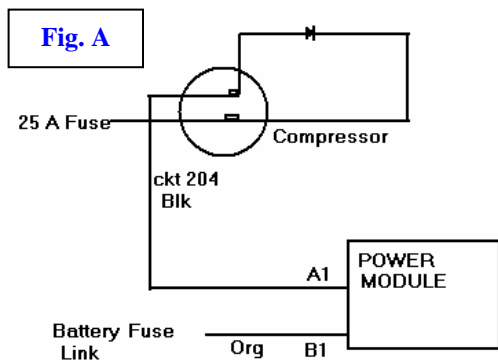 Fig. A
25 A Fuse
Compressor
ckt 204
Blk
POWER
MODULE
A1
Battery Fuse
Link
Org
B1